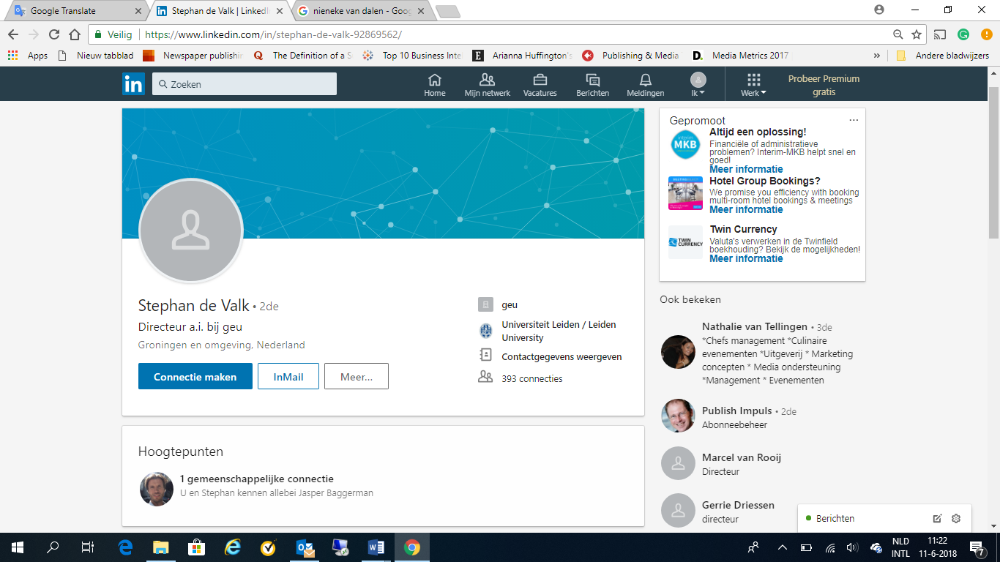 Google Translate
Stephan de Valk | LinkedIn
nieneke van dalen - Goog
Veilig
https://www.linkedin.com/in/stephan-de-valk-92869562/
Apps
Nieuw tabblad
Newspaper publishin
The Definition of a S
Top 10 Business Inte
Arianna Huffington's
Publishing & Media
Media Metrics 2017
»
Andere bladwijzers
in
Zoeken
Home
Mijn netwerk
Vacatures
Berichten
Meldingen
Ik
Werk
Probeer Premium
gratis
Stephan de Valk • 2de
Directeur a.i. bij geu
Groningen en omgeving, Nederland
Connectie maken
InMail
Meer...
geu
Universiteit Leiden / Leiden
University
Contactgegevens weergeven
393 connecties
Hoogtepunten
1 gemeenschappelijke connectie
U en Stephan kennen allebei Jasper Baggerman
Gepromoot
...
interim
MKB
Altijd een oplossing!
Financiële of administratieve
problemen? Interim-MKB helpt snel en
goed!
Meer informatie
Hotel Group Bookings?
We promise you efficiency with booking
multi-room hotel bookings & meetings
Meer informatie
TWIN
CURRENCY
Twin Currency
Valuta's verwerken in de Twinfield
boekhouding? Bekijk de mogelijkheden!
Meer informatie
Ook bekeken
Nathalie van Tellingen • 3de
*Chefs management *Culinaire
evenementen *Uitgeverij * Marketing
concepten * Media ondersteuning
*Management * Evenementen
Publish Impuls • 2de
Abonneebeheer
Marcel van Rooij
Directeur
Gerrie Driessen
directeur
Berichten
NLD
INTL
11:22
11-6-2018
7